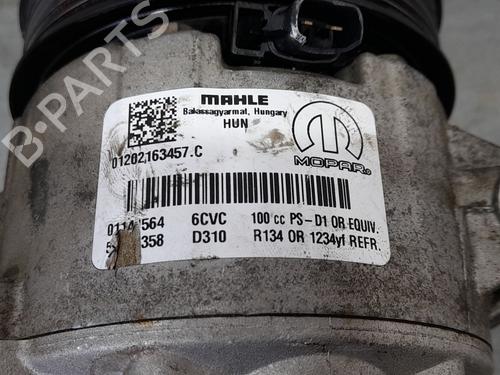 MAHLE
Balassagyarmat, Hungary
HUN
MOPAR
01202163457.C
6CVC 100 cc PS-D1 OR EQUIV.
358 D310 R134 OR 1234yf REFR.
B-PARTS